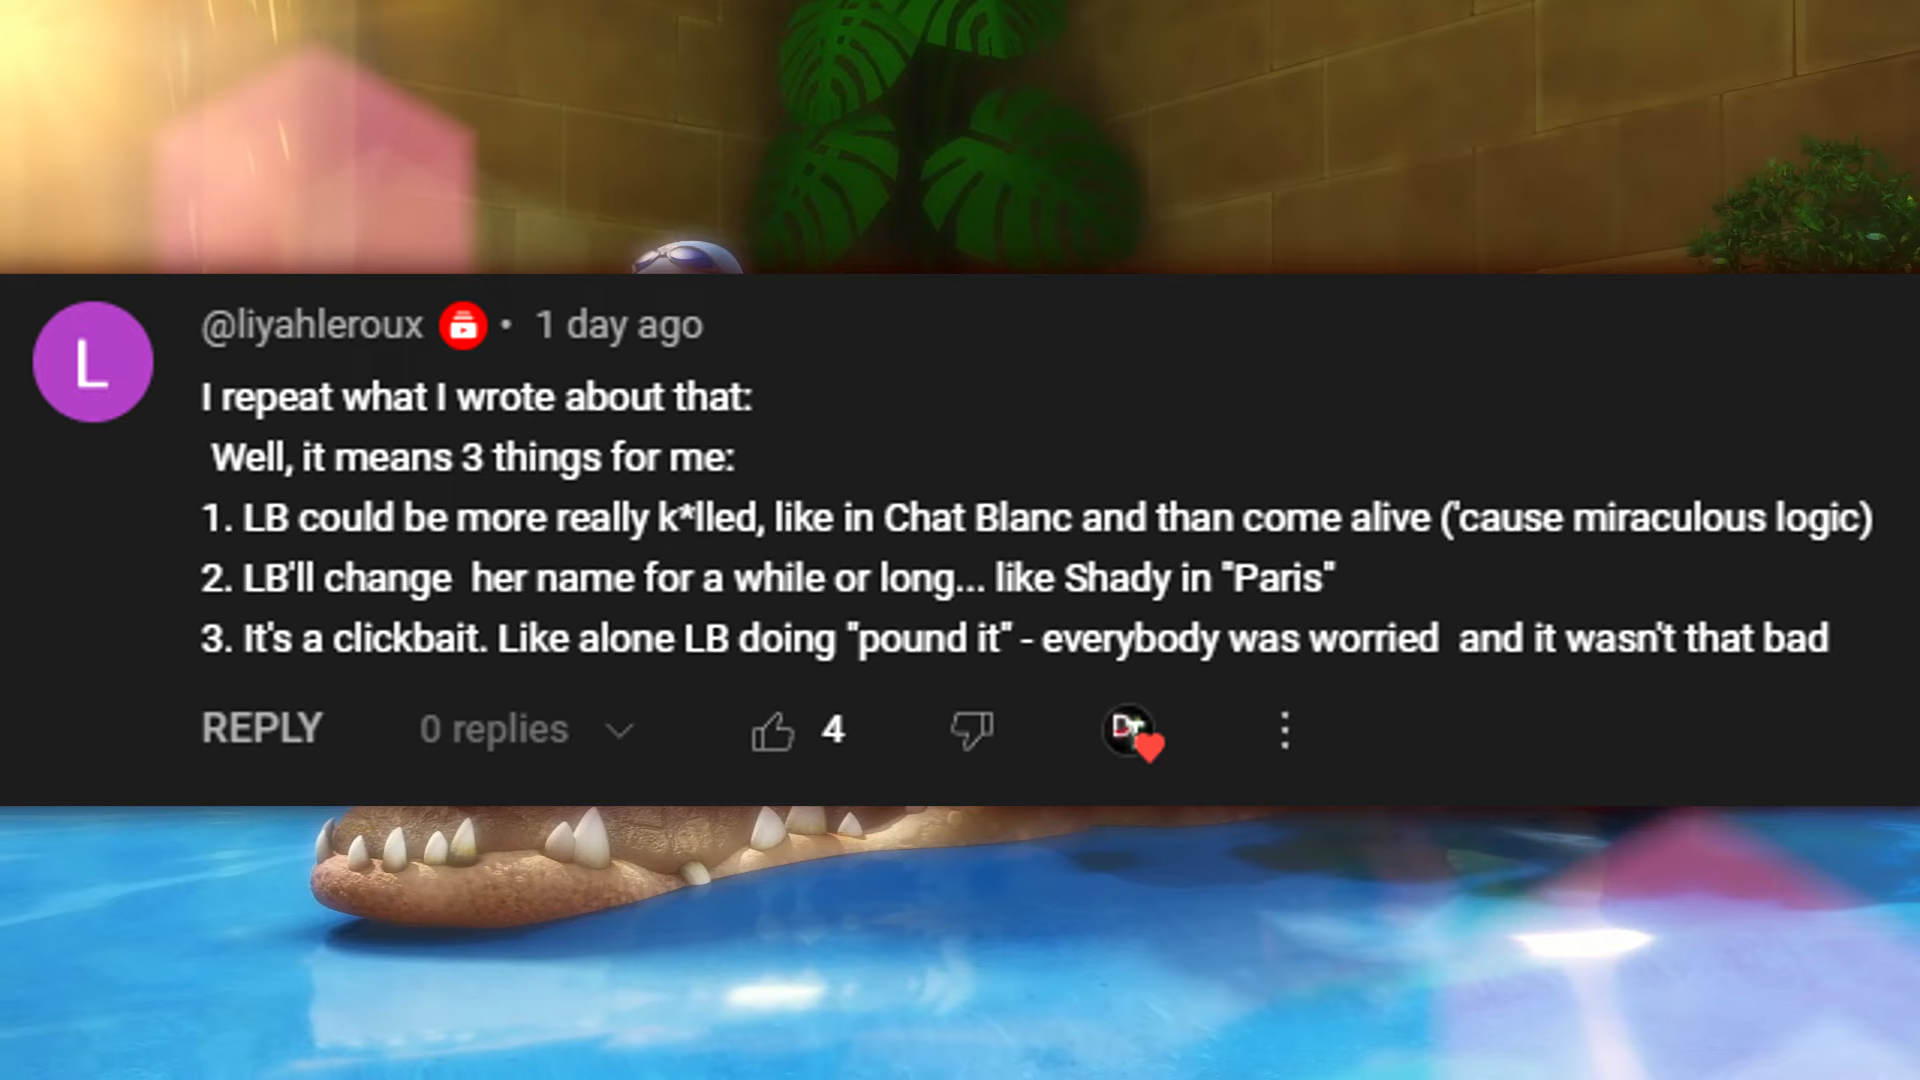 L
@liyahleroux • 1 day ago
I repeat what I wrote about that:
Well, it means 3 things for me:
1. LB could be more really k*lled, like in Chat Blanc and than come alive ('cause miraculous logic)
2. LB'll change her name for a while or long... like Shady in "Paris"
3. It's a clickbait. Like alone LB doing "pound it" - everybody was worried and it wasn't that bad
REPLY 0 replies 4 Dr